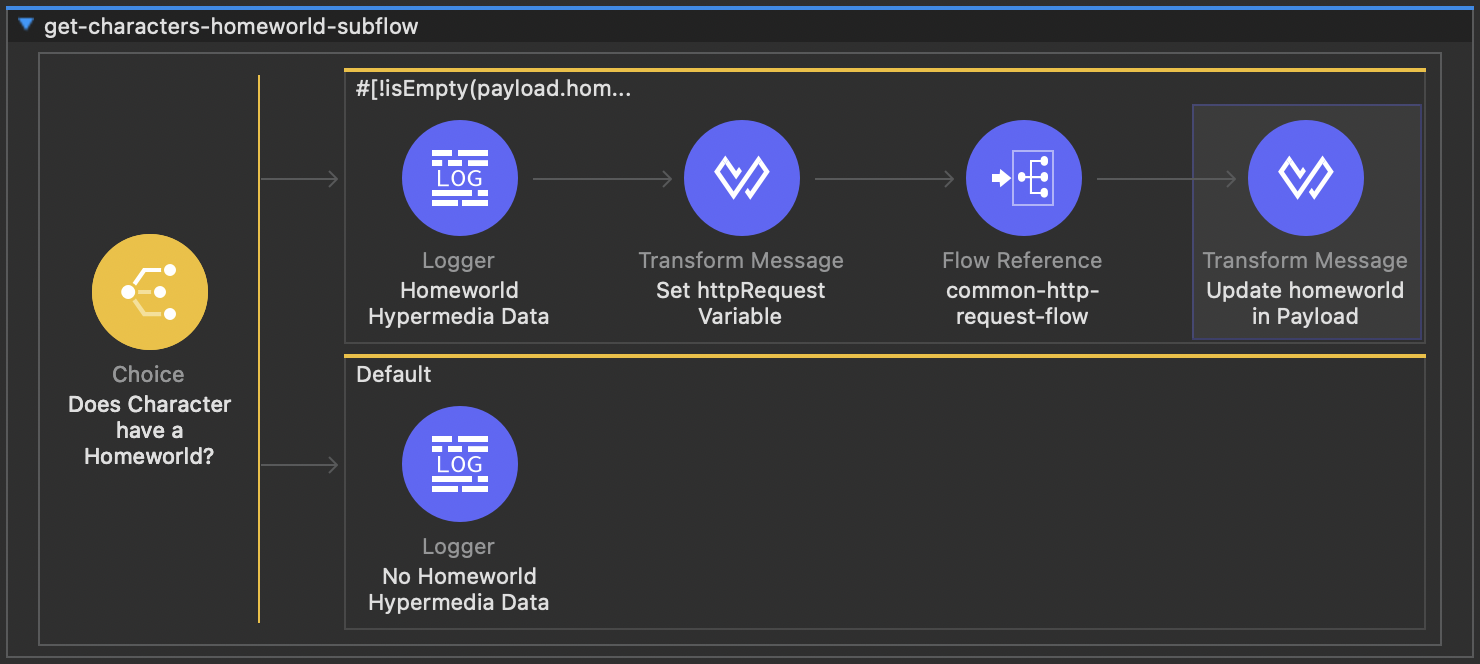 get-characters-homeworld-subflow
#[!isEmpty(payload.hom...
LOG
Logger
Homeworld
Hypermedia Data
Transform Message
Set httpRequest
Variable
Flow Reference
common-http-
request-flow
Transform Message
Update homeworld
in Payload
Choice
Does Character
have a
Homeworld?
Default
LOG
Logger
No Homeworld
Hypermedia Data